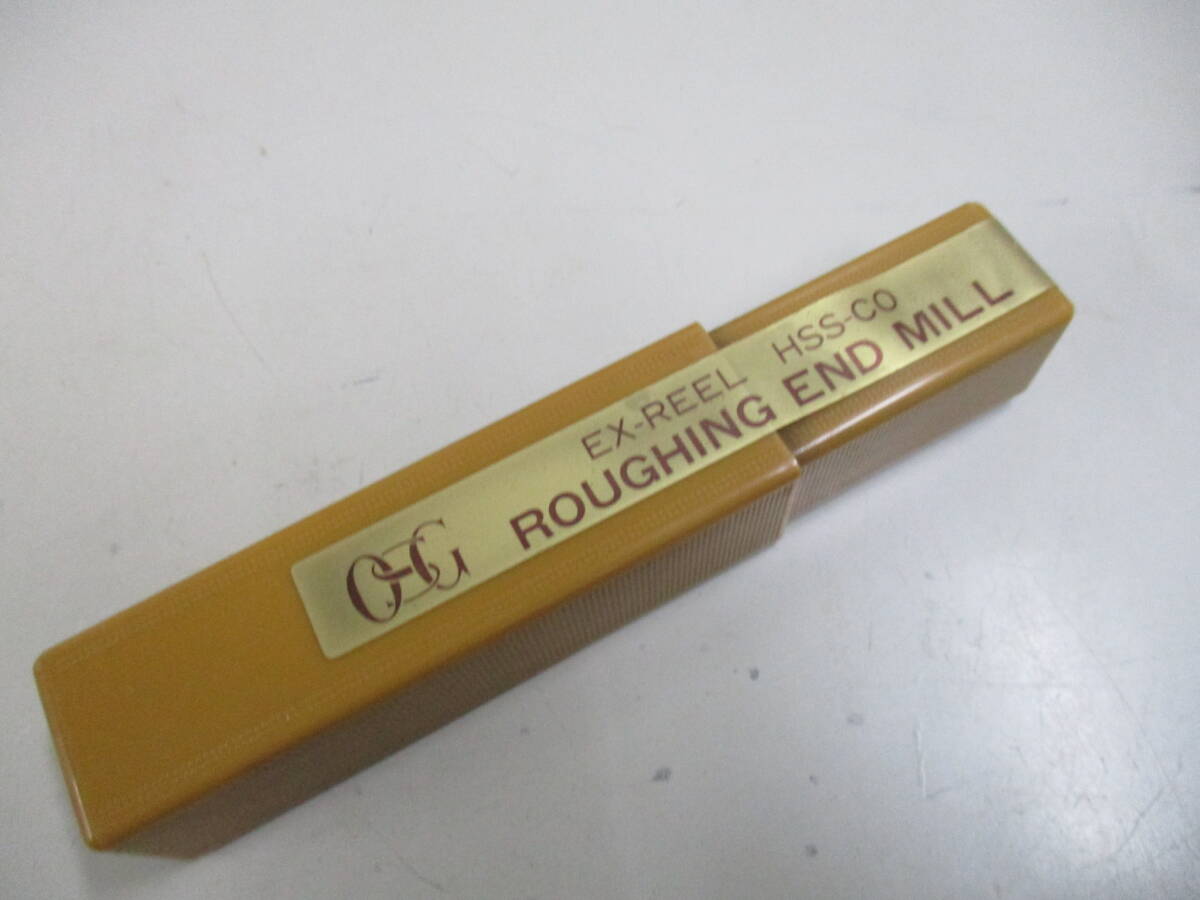 EX-REEL HSS-CO
OSG ROUGHING END MILL